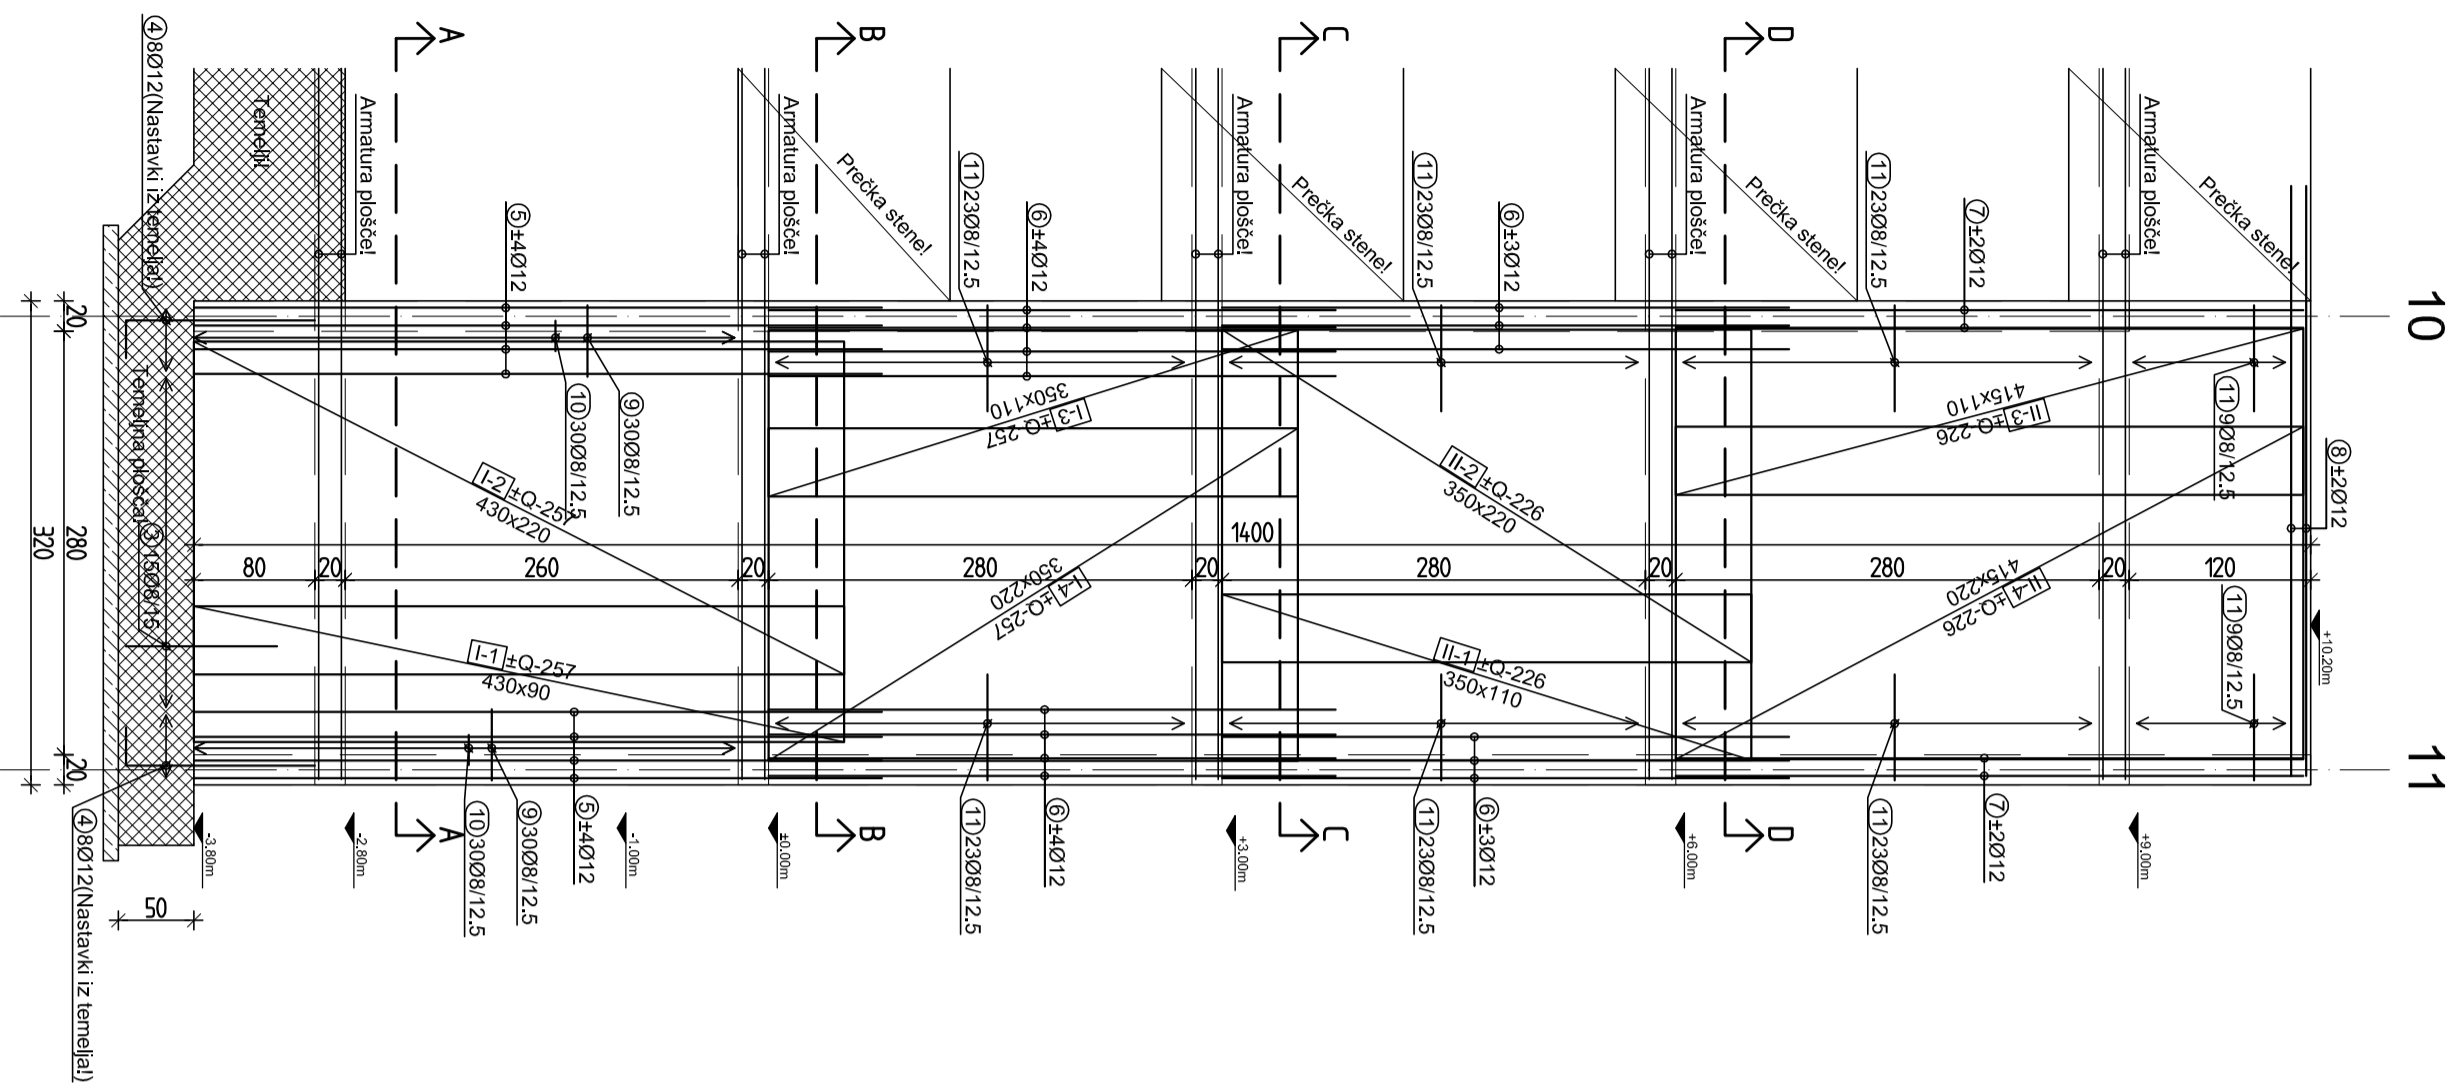 10
11
A
A
B
B
C
C
D
D
④8Ø12(Nastavki iz temelja!)
Temelji!
Armatura plošče!
Armatura plošče!
Armatura plošče!
Armatura plošče!
Armatura plošče!
Prečka stene!
Prečka stene!
Prečka stene!
Prečka stene!
⑤±4Ø12
⑪23Ø8/12.5
⑥±4Ø12
⑪23Ø8/12.5
⑥±3Ø12
⑪23Ø8/12.5
⑦±2Ø12
⑪9Ø8/12.5
⑧±2Ø12
⑩30Ø8/12.5
⑨30Ø8/12.5
Temeljna plošča!
③15Ø8/15
I-2 ±Q-257
430x220
I-1 ±Q-257
430x90
I-3 ±Q-257
350x110
I-4 ±Q-257
350x220
II-2 ±Q-226
350x220
II-1 ±Q-226
350x110
II-3 ±Q-226
415x110
II-4 ±Q-226
415x220
1400
80
20
260
20
280
20
280
20
280
20
120
20
280
20
320
50
⑪9Ø8/12.5
+10.20m
④8Ø12(Nastavki iz temelja!)
⑩30Ø8/12.5
⑨30Ø8/12.5
⑤±4Ø12
⑪23Ø8/12.5
⑥±4Ø12
⑪23Ø8/12.5
⑥±3Ø12
⑪23Ø8/12.5
⑦±2Ø12
-3.80m
-2.80m
-1.00m
±0.00m
+3.00m
+6.00m
+9.00m